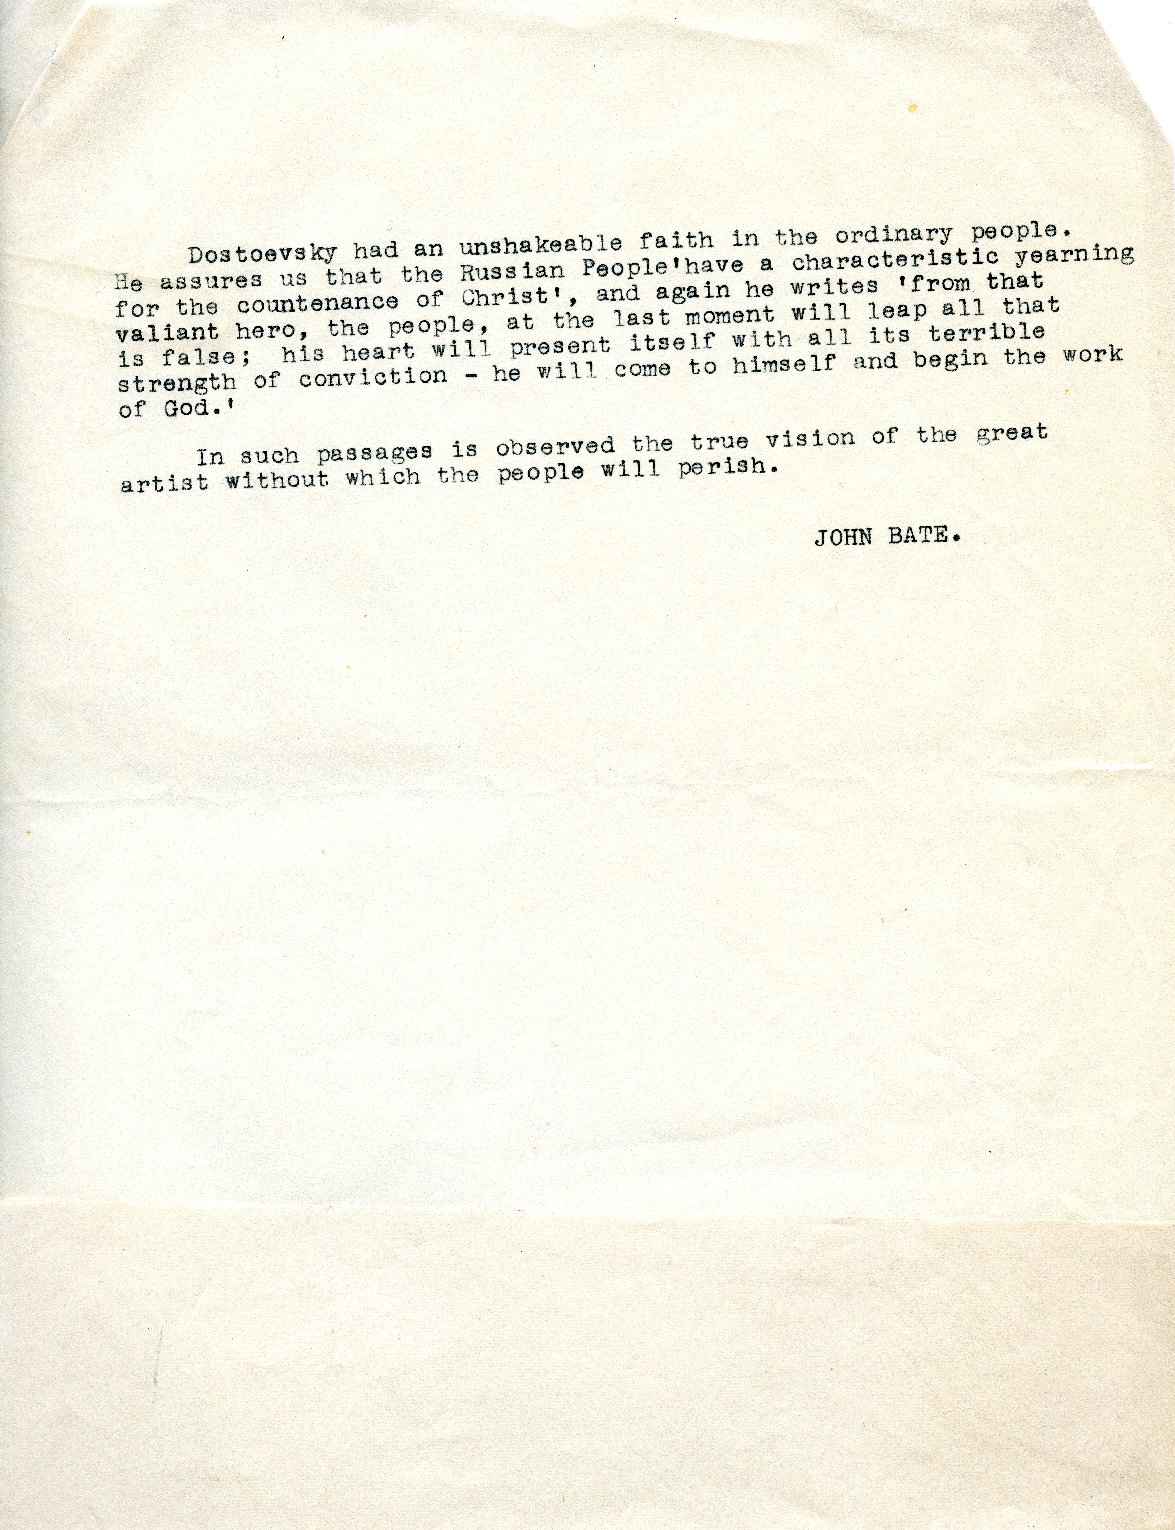 Dostoevsky had an unshakeable faith in the ordinary people.
He assures us that the Russian People'have a characteristic yearning
for the countenance of Christ', and again he writes 'from that
valiant hero, the people, at the last moment will leap all that
is false; his heart will present itself with all its terrible
strength of conviction - he will come to himself and begin the work
of God.'
In such passages is observed the true vision of the great
artist without which the people will perish.
JOHN BATE.